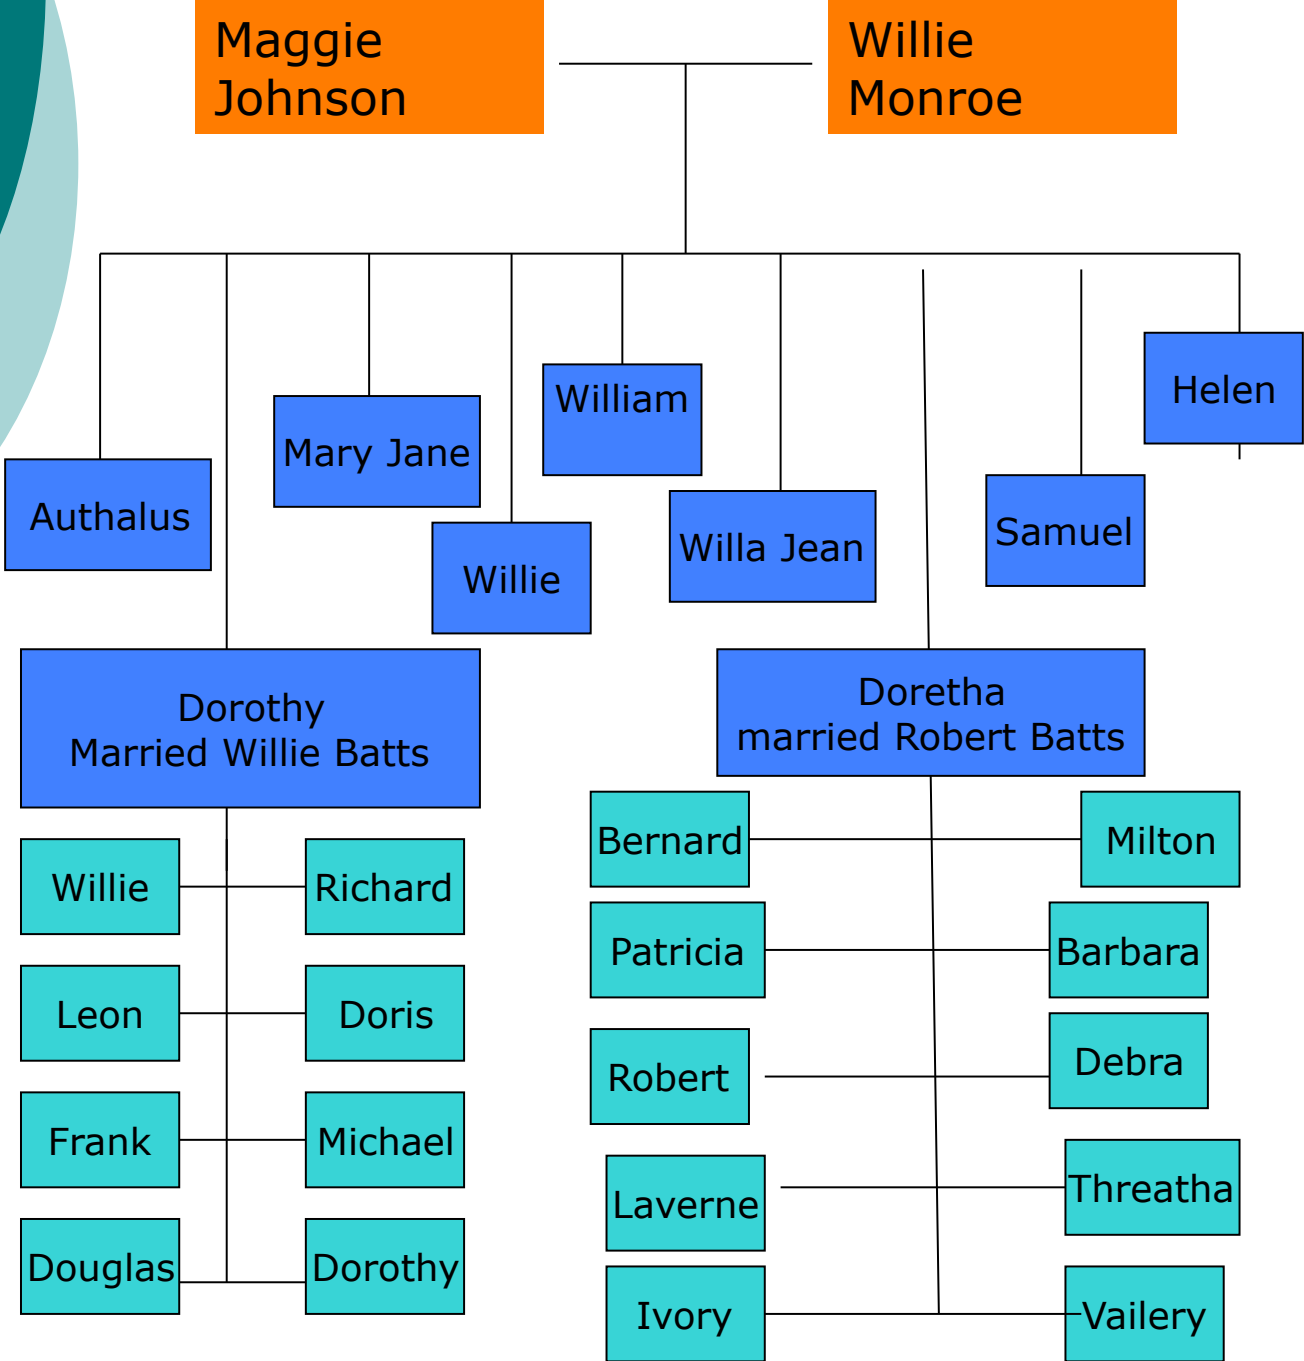 Maggie
Johnson
Willie
Monroe
Authalus
Mary Jane
Willie
William
Willa Jean
Samuel
Helen
Dorothy
Married Willie Batts
Doretha
married Robert Batts
Willie
Richard
Leon
Doris
Frank
Michael
Douglas
Dorothy
Bernard
Milton
Patricia
Barbara
Robert
Debra
Laverne
Threatha
Ivory
Vailery